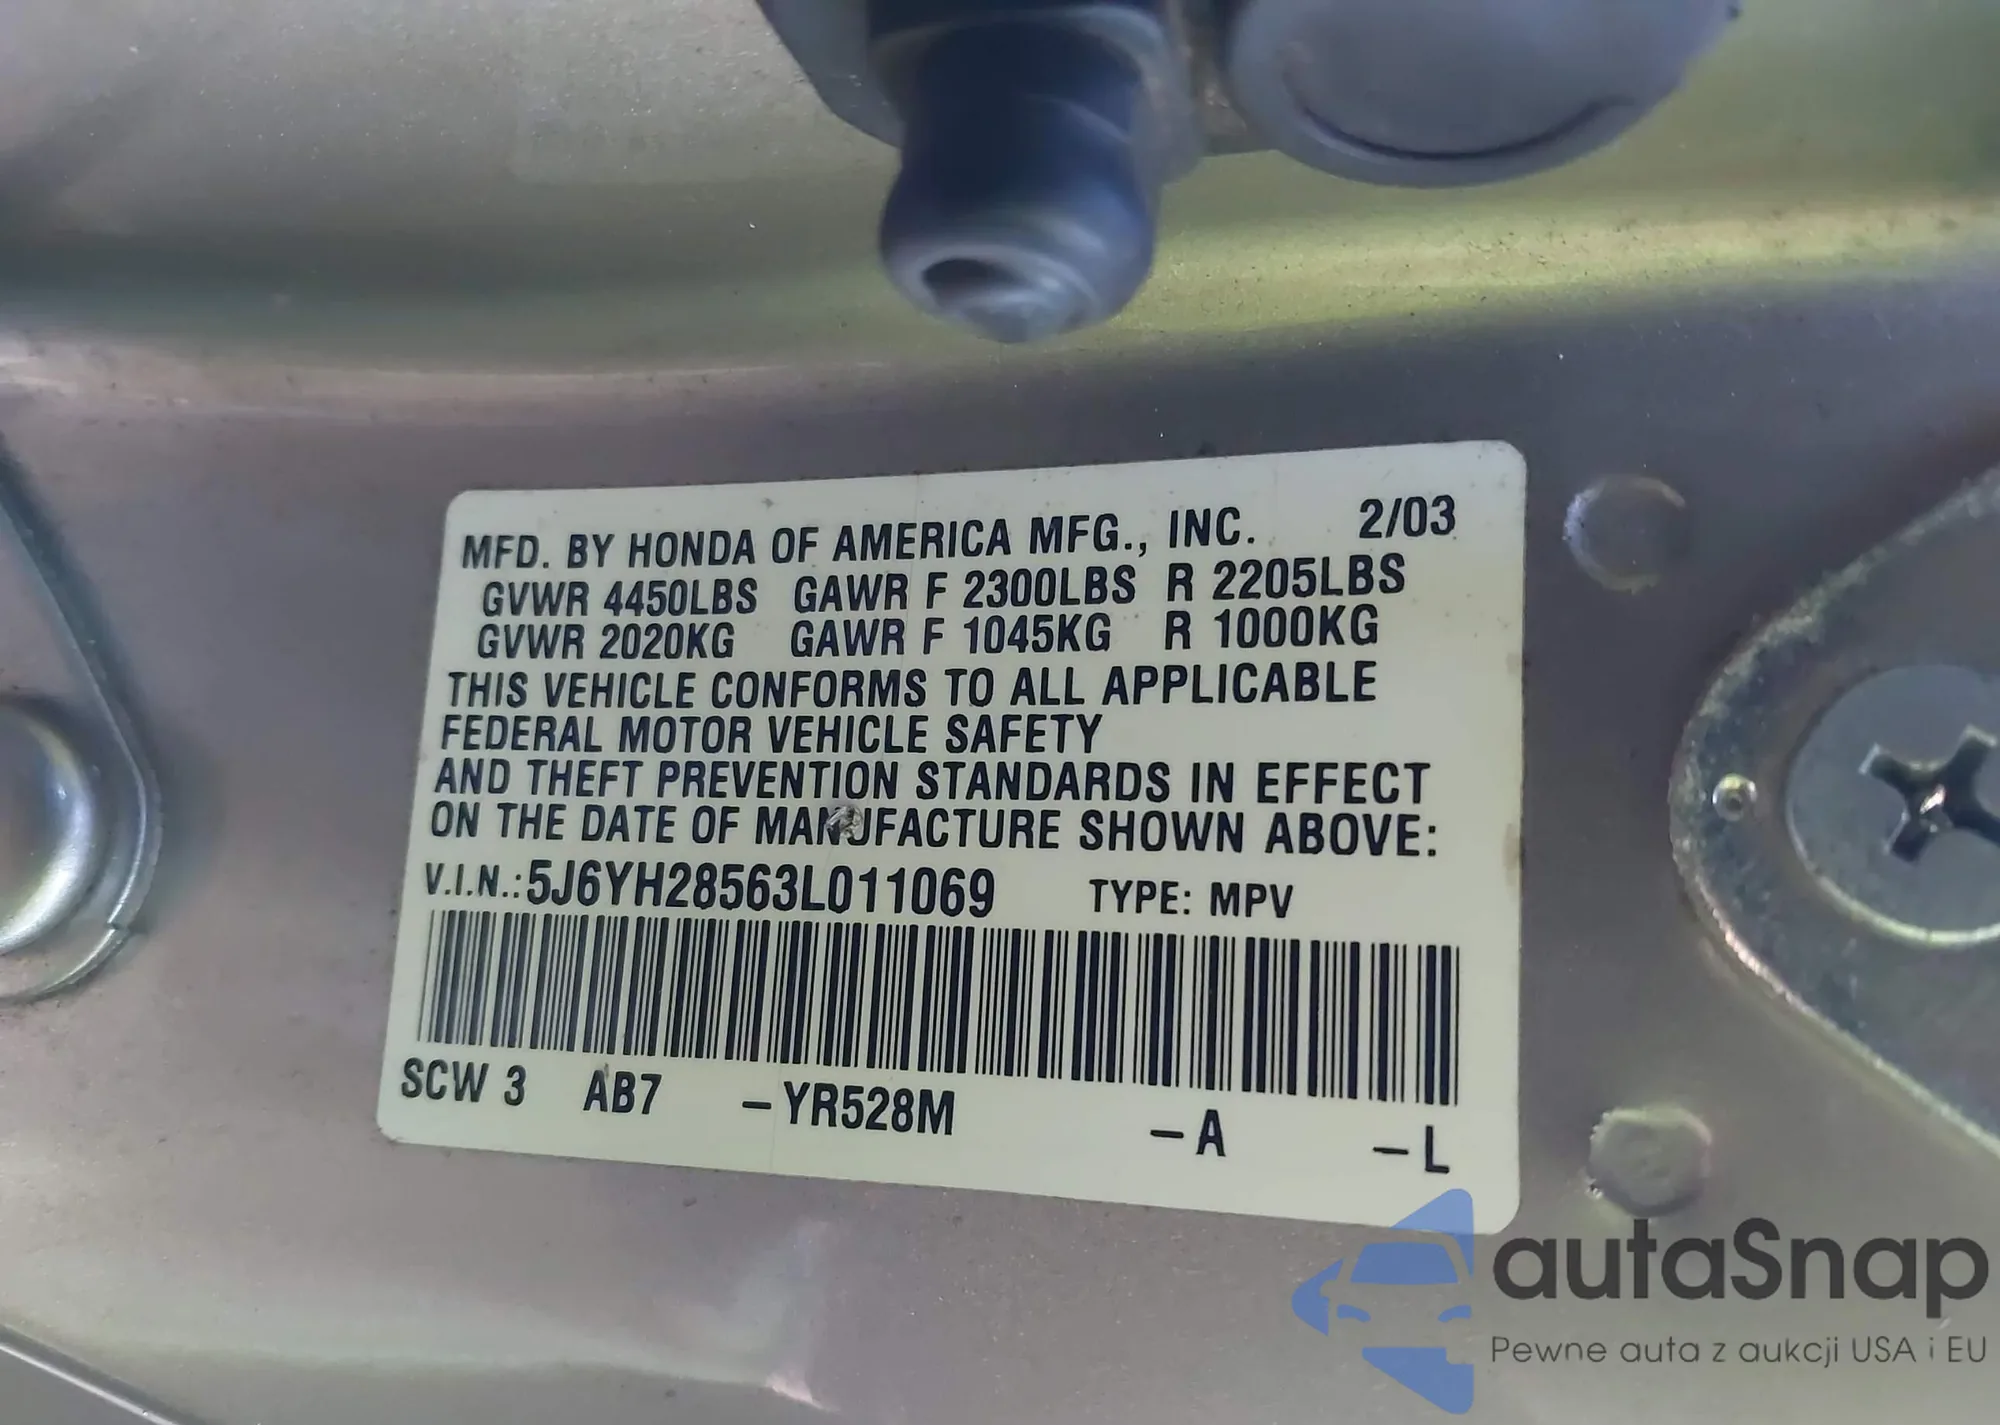 MFD. BY HONDA OF AMERICA MFG., INC. 2/03
GVWR 4450LBS GAWR F 2300LBS R 2205LBS
GVWR 2020KG GAWR F 1045KG R 1000KG
THIS VEHICLE CONFORMS TO ALL APPLICABLE
FEDERAL MOTOR VEHICLE SAFETY
AND THEFT PREVENTION STANDARDS IN EFFECT
ON THE DATE OF MANUFACTURE SHOWN ABOVE:
V.I.N.: 5J6YH28563L011069 TYPE: MPV
SCW 3 AB7 –YR528M –A –L
autaSnap
Pewne auta z aukcji USA i EU